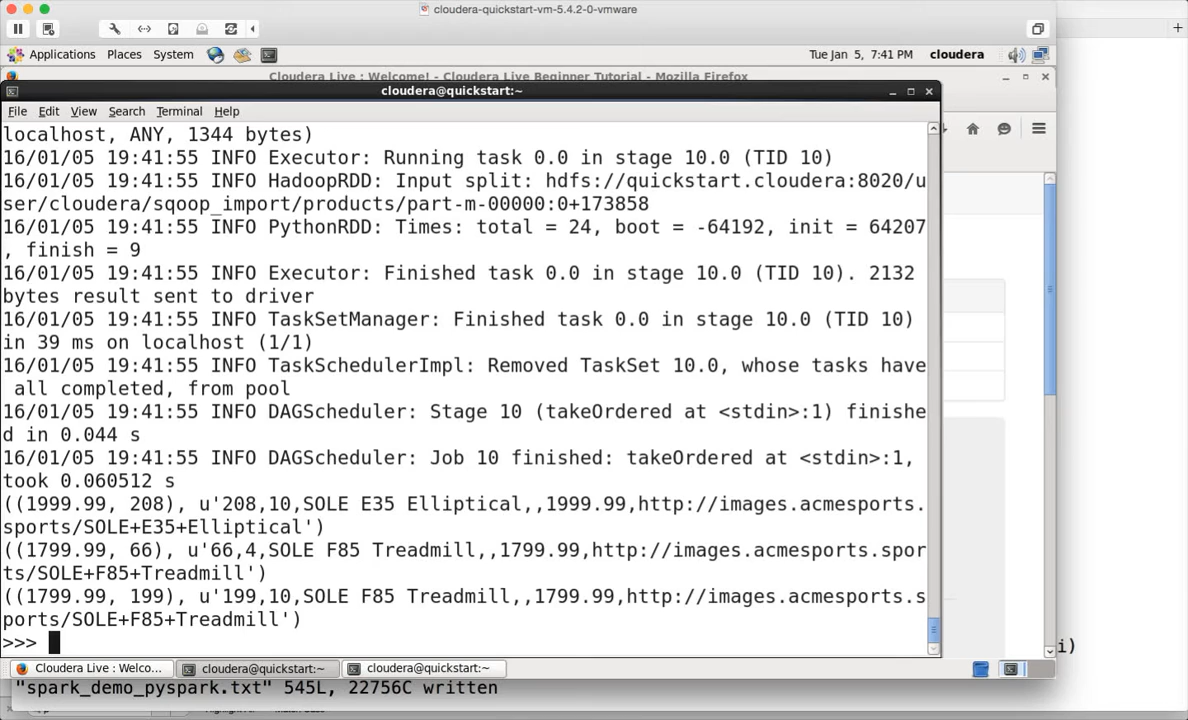 cloudera-quickstart-vm-5.4.2-0-vmware
Applications Places System
Tue Jan 5, 7:41 PM cloudera
Cloudera Live : Welcome! - Cloudera Live Beginner Tutorial - Mozilla Firefox
cloudera@quickstart:~
File Edit View Search Terminal Help
localhost, ANY, 1344 bytes)
16/01/05 19:41:55 INFO Executor: Running task 0.0 in stage 10.0 (TID 10)
16/01/05 19:41:55 INFO HadoopRDD: Input split: hdfs://quickstart.cloudera:8020/u
ser/cloudera/sqoop_import/products/part-m-00000:0+173858
16/01/05 19:41:55 INFO PythonRDD: Times: total = 24, boot = -64192, init = 64207
, finish = 9
16/01/05 19:41:55 INFO Executor: Finished task 0.0 in stage 10.0 (TID 10). 2132
bytes result sent to driver
16/01/05 19:41:55 INFO TaskSetManager: Finished task 0.0 in stage 10.0 (TID 10)
in 39 ms on localhost (1/1)
16/01/05 19:41:55 INFO TaskSchedulerImpl: Removed TaskSet 10.0, whose tasks have
all completed, from pool
16/01/05 19:41:55 INFO DAGScheduler: Stage 10 (takeOrdered at <stdin>:1) finishe
d in 0.044 s
16/01/05 19:41:55 INFO DAGScheduler: Job 10 finished: takeOrdered at <stdin>:1,
took 0.060512 s
((1999.99, 208), u'208,10,SOLE E35 Elliptical,,1999.99,http://images.acmesports.
sports/SOLE+E35+Elliptical')
((1799.99, 66), u'66,4,SOLE F85 Treadmill,,1799.99,http://images.acmesports.spor
ts/SOLE+F85+Treadmill')
((1799.99, 199), u'199,10,SOLE F85 Treadmill,,1799.99,http://images.acmesports.s
ports/SOLE+F85+Treadmill')
>>>
i)
Cloudera Live : Welco... cloudera@quickstart:~ cloudera@quickstart:~
"spark_demo_pyspark.txt" 545L, 22756C written